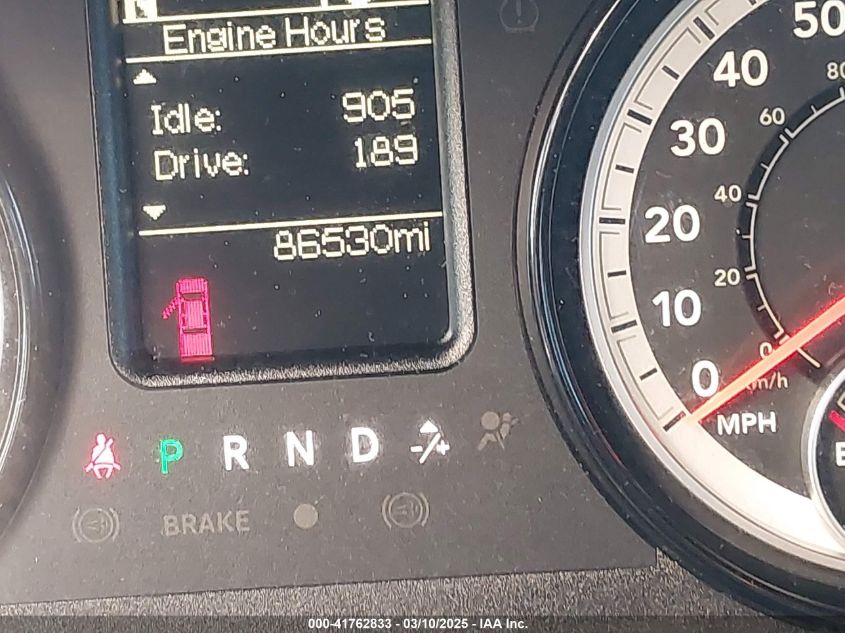 Engine Hours
Idle: 905
Drive: 189
86530mi
P R N D -/+
BRAKE
50
40
30
20
10
0
MPH
80
60
40
20
0
km/h
000-41762833 - 03/10/2025 - IAA Inc.